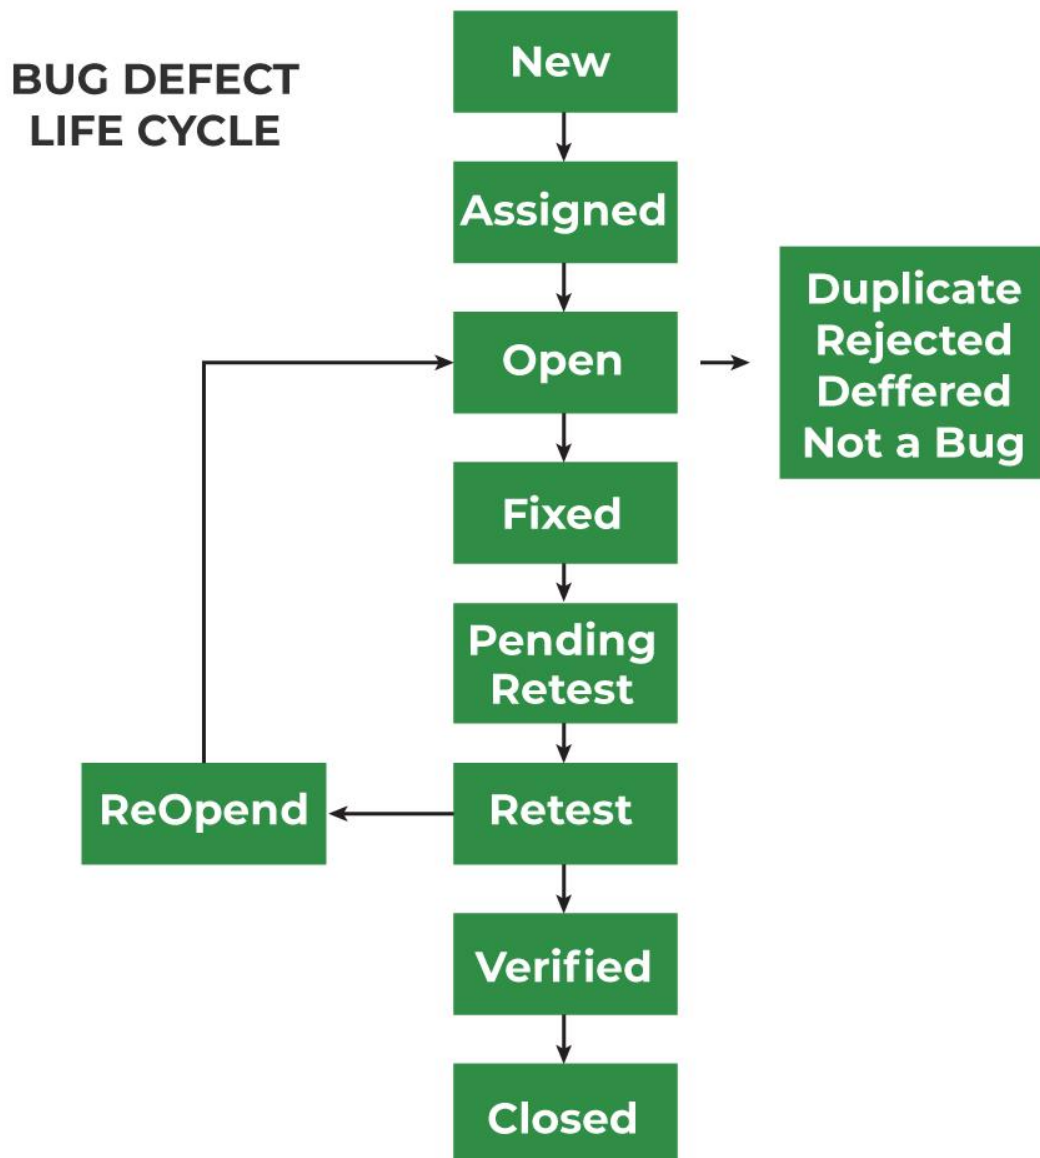 BUG DEFECT
LIFE CYCLE
New
Assigned
Open
Duplicate
Rejected
Deffered
Not a Bug
Fixed
Pending
Retest
ReOpend
Retest
Verified
Closed